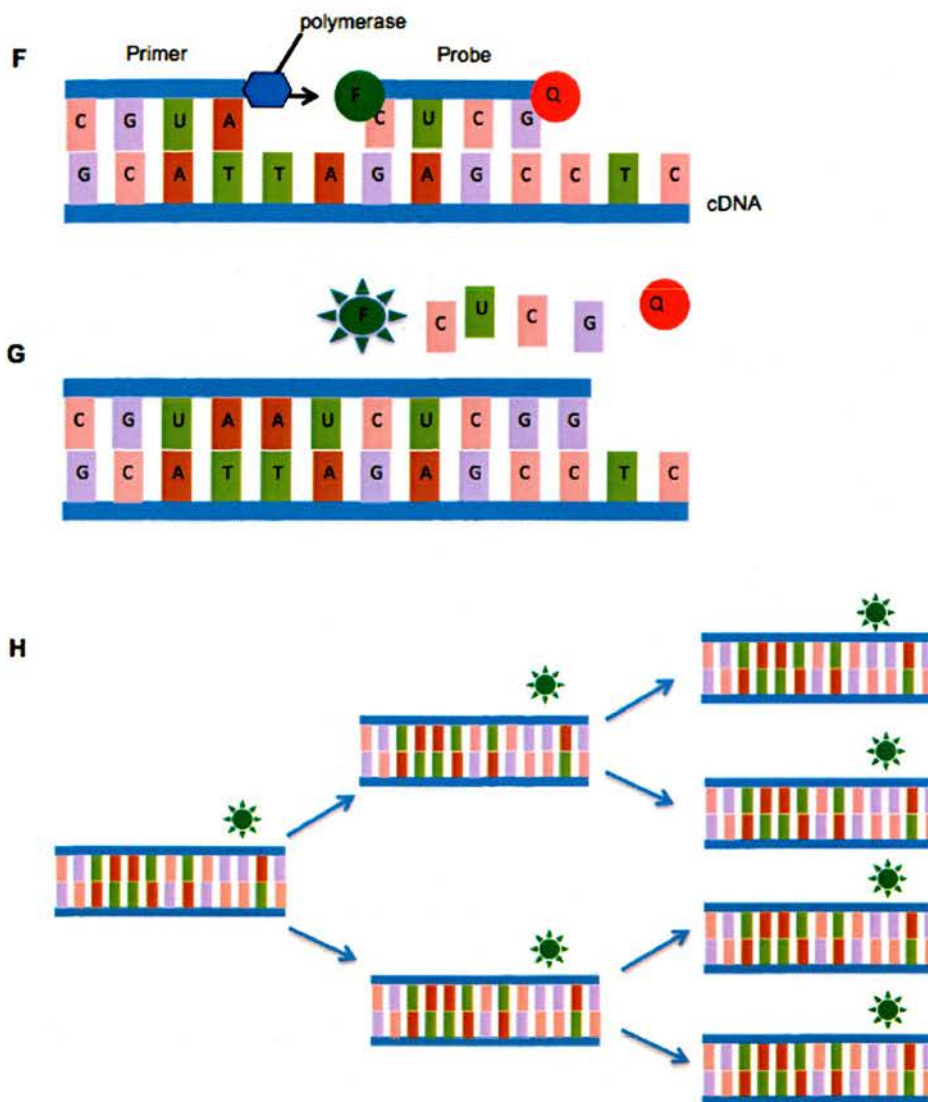 polymerase
F Primer Probe
F Q
C G U A C U C G
G C A T T A G A G C C T C
cDNA
F C U C G Q
G
C G U A A U C U C G G
G C A T T A G A G C C T C
H